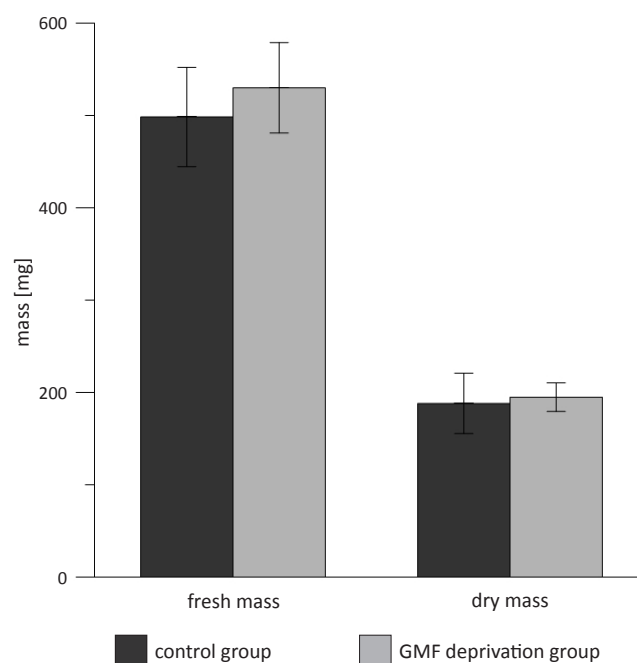 600
400
200
0
mass [mg]
fresh mass
dry mass
control group
GMF deprivation group